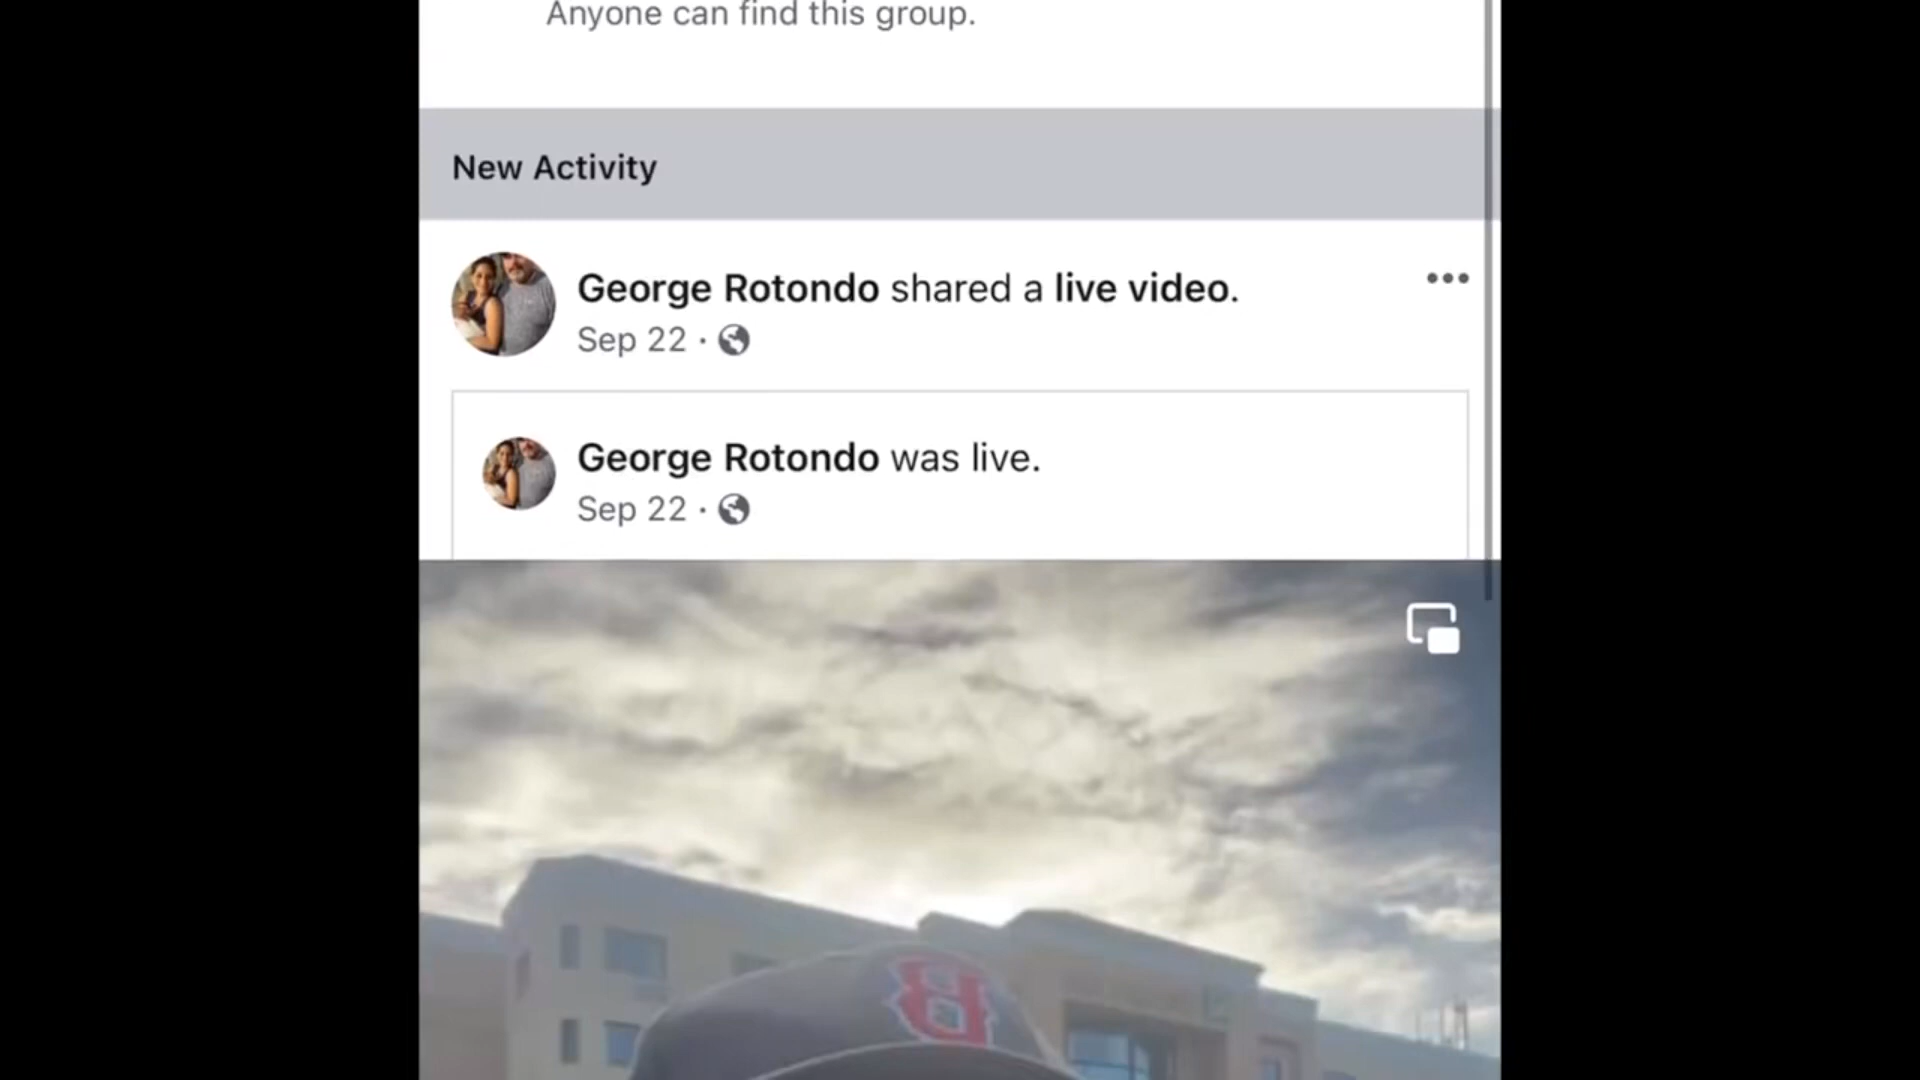 Anyone can find this group.
New Activity
George Rotondo shared a live video.
Sep 22 ·
George Rotondo was live.
Sep 22 ·
B